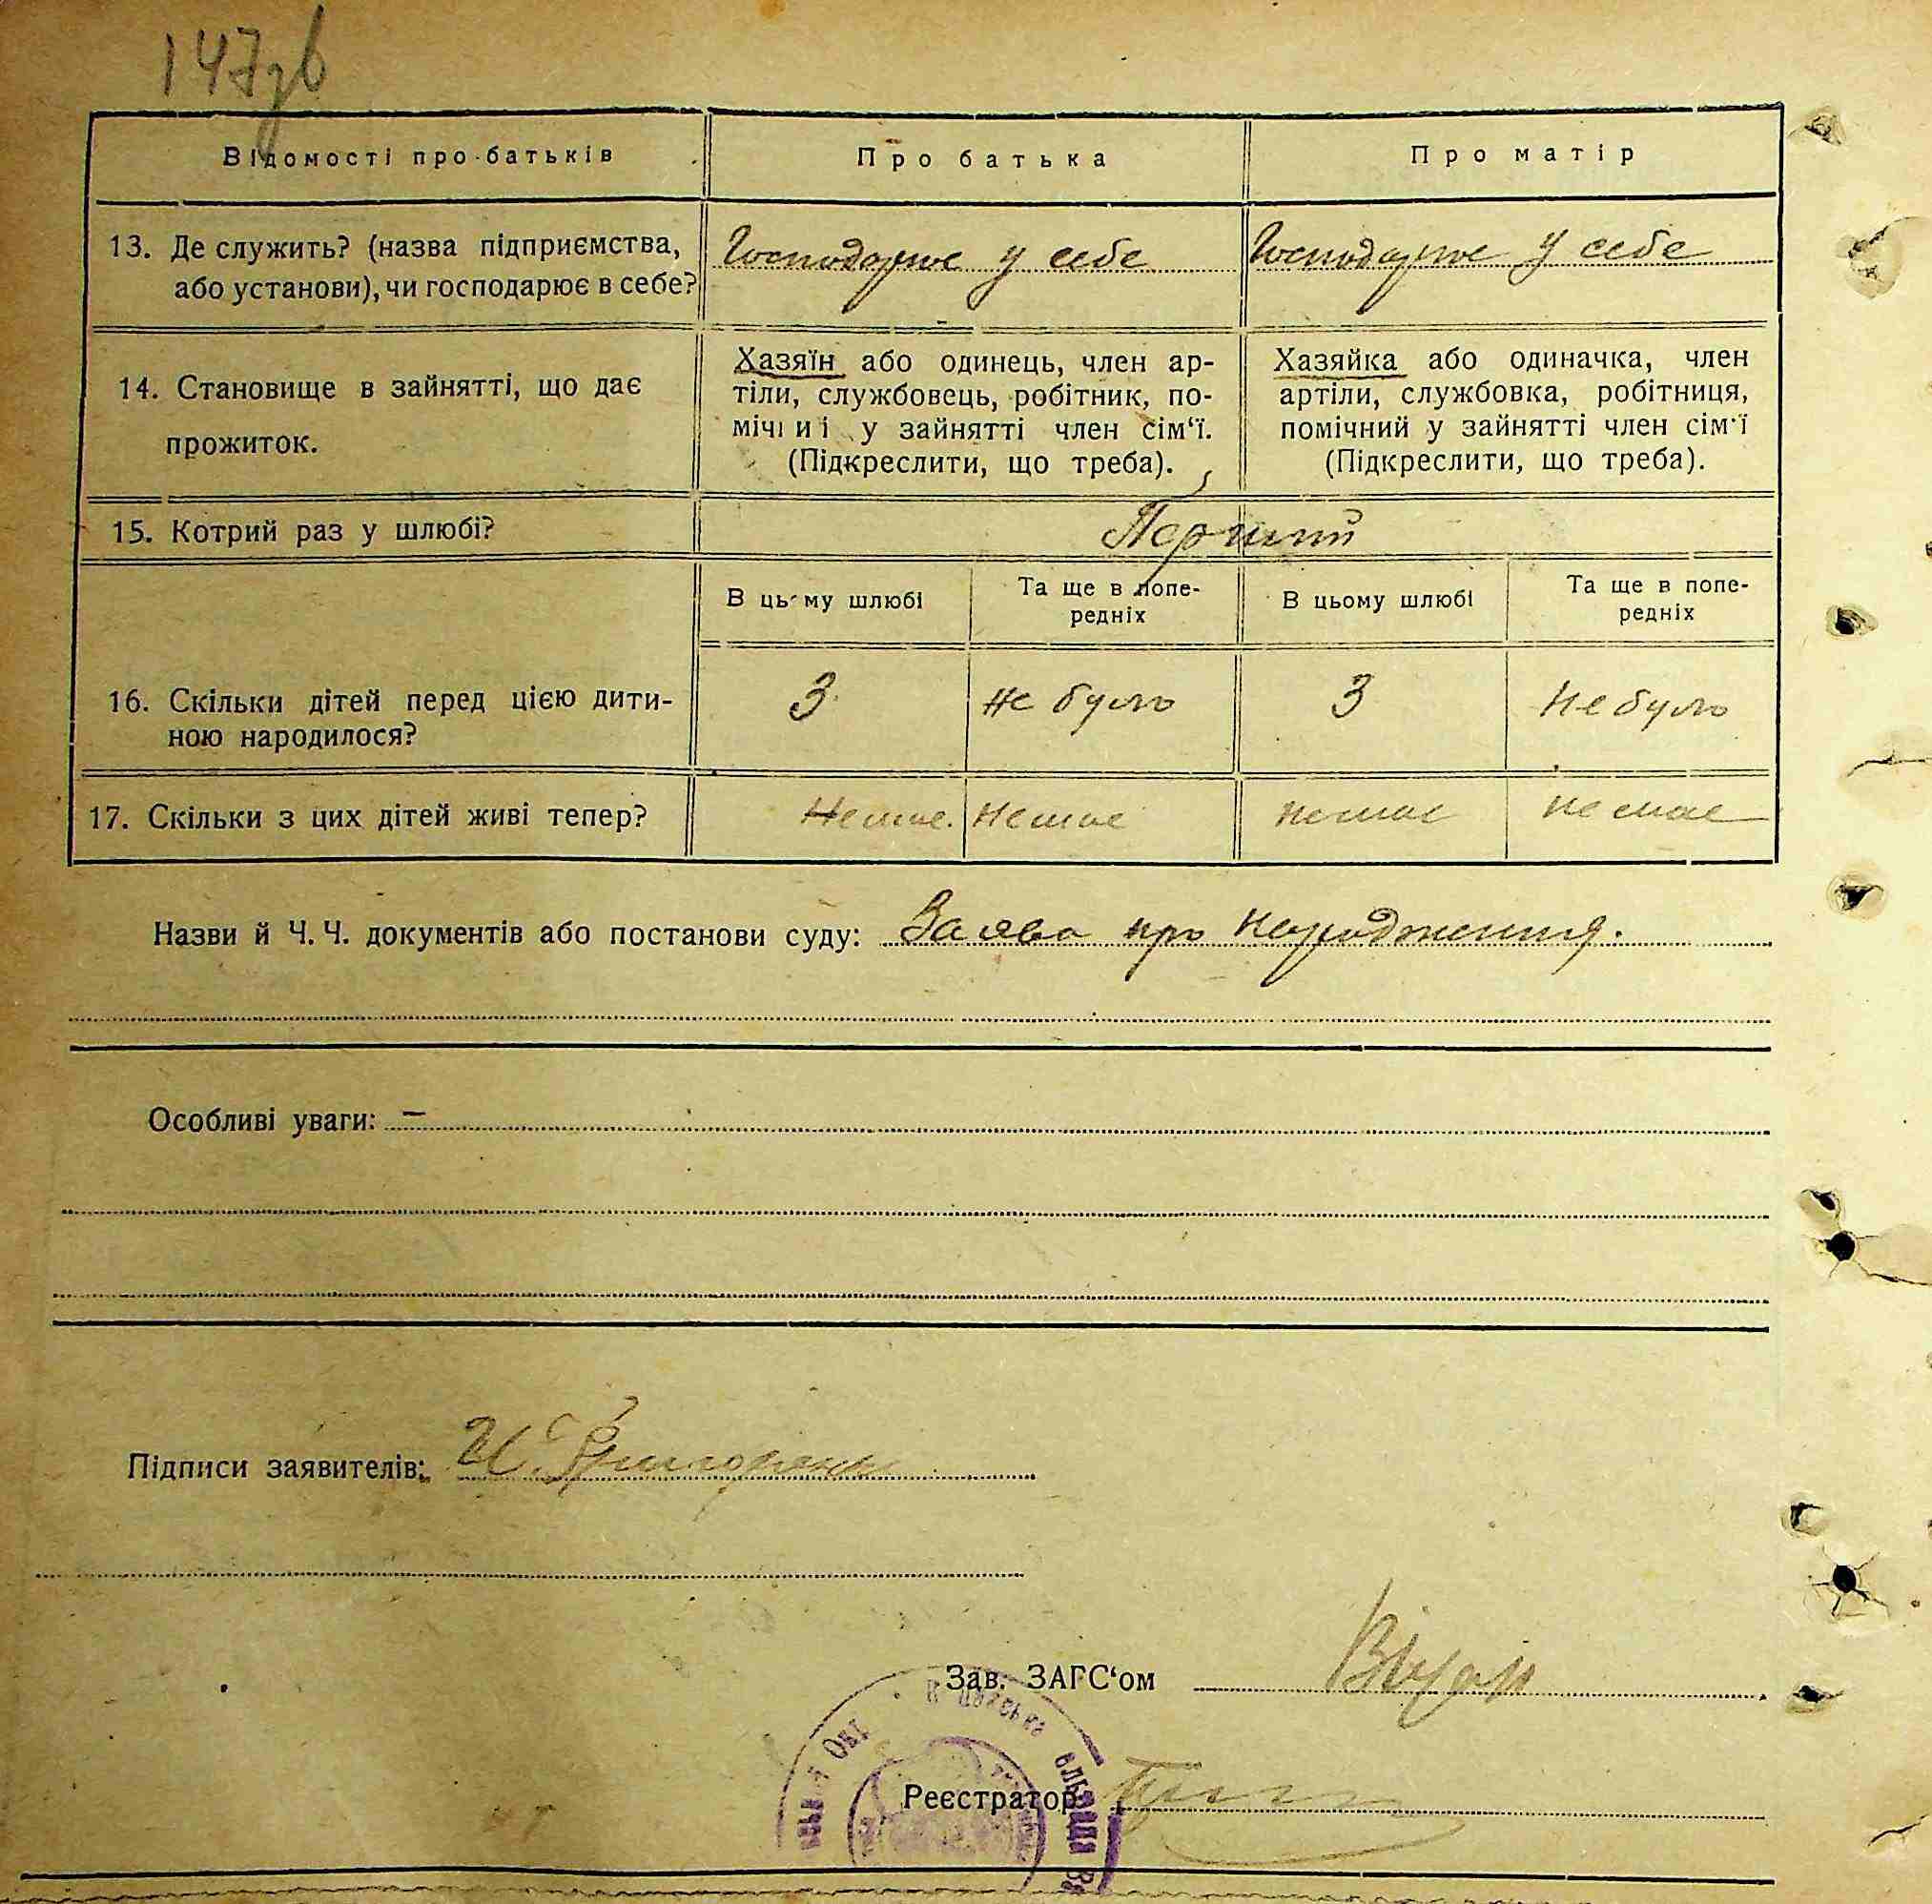 147зв
Відомості про батьків
Про батька
Про матір
13. Де служить? (назва підприємства,
або установи), чи господарює в себе?
Господарює у себе
Господарює у себе
14. Становище в зайнятті, що дає
прожиток.
Хазяїн або одинець, член ар-
тіли, службовець, робітник, по-
мічний у зайнятті член сім‘ї.
(Підкреслити, що треба).
Хазяйка або одиначка, член
артіли, службовка, робітниця,
помічний у зайнятті член сім‘ї
(Підкреслити, що треба).
15. Котрий раз у шлюбі?
Перший
В цьому шлюбі
Та ще в попе-
редніх
В цьому шлюбі
Та ще в попе-
редніх
16. Скільки дітей перед цією дити-
ною народилося?
3
не було
3
не було
17. Скільки з цих дітей живі тепер?
Немає.
Немає
немає
немає
Назви й Ч. Ч. документів або постанови суду: Заява про народження.
Особливі уваги: —
Підписи заявителів:
Зав. ЗАГС‘ом
Реєстратор